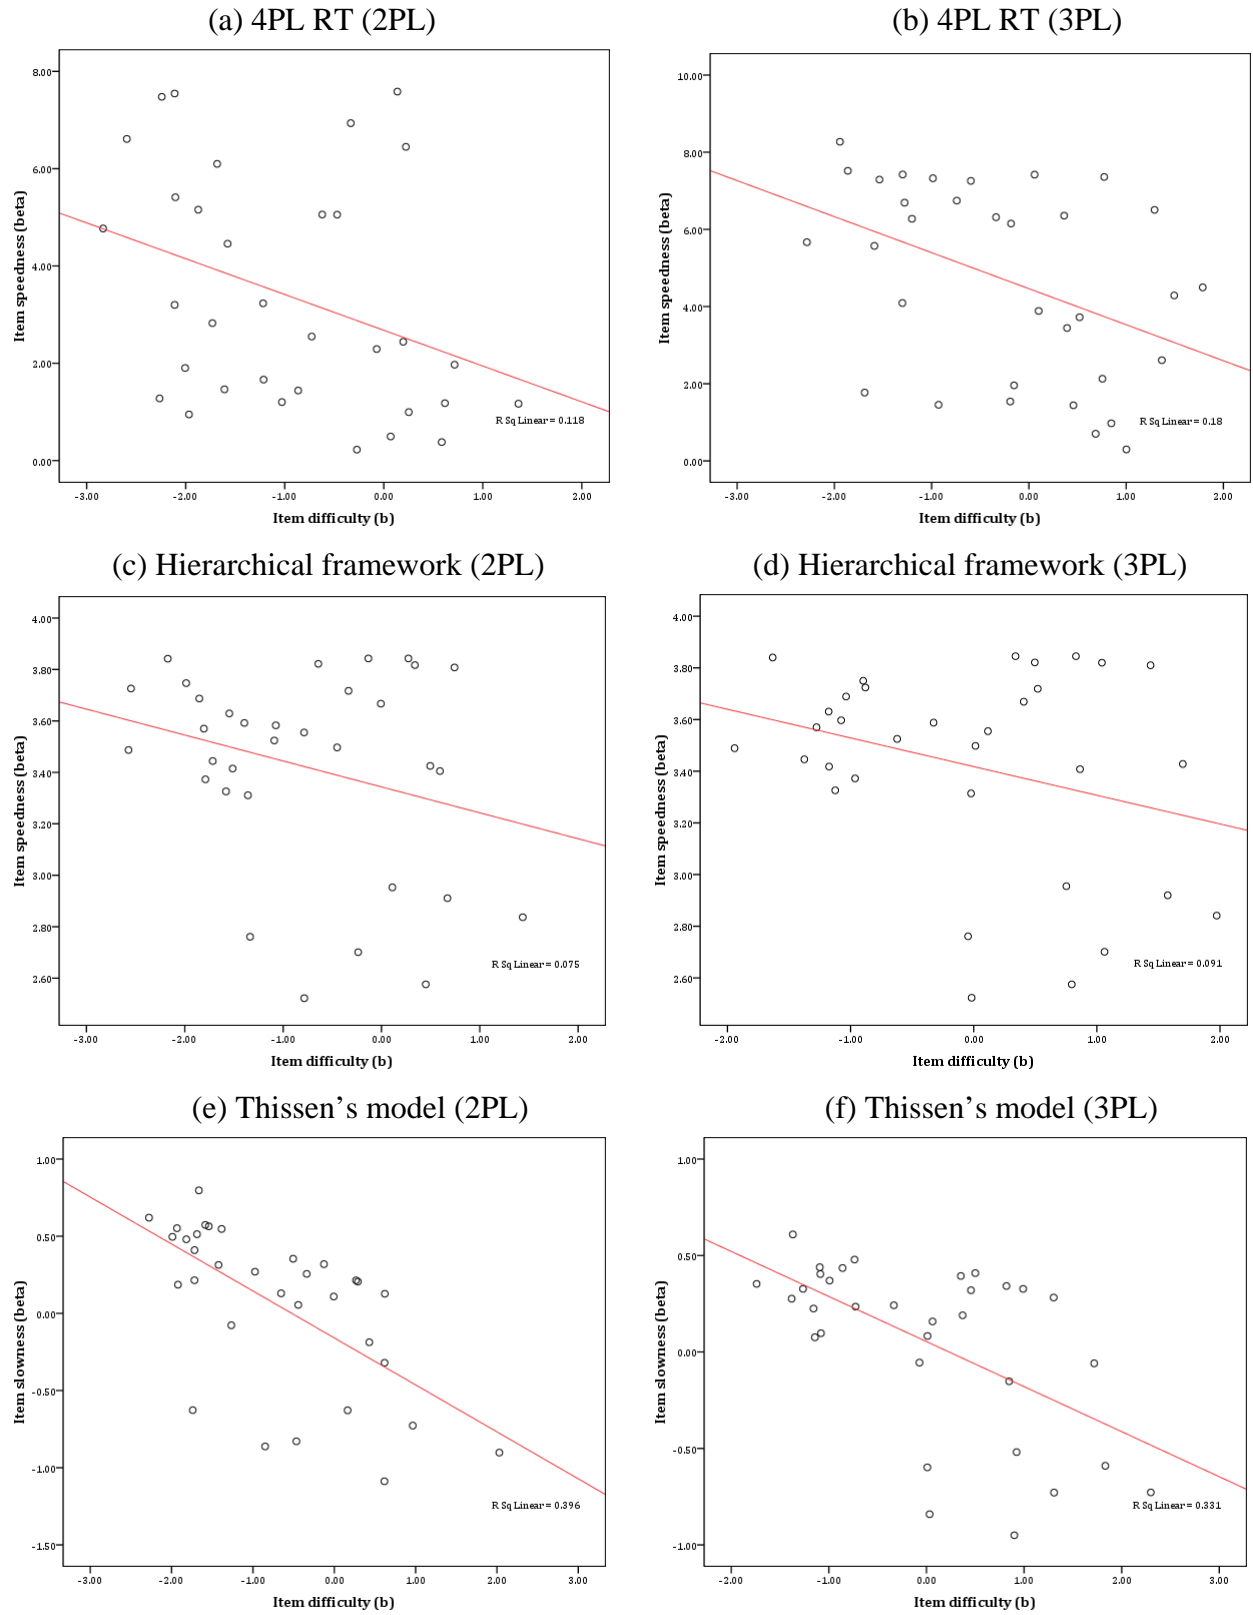 (a) 4PL RT (2PL)
8.00
6.00
4.00
2.00
0.00
Item speedness (beta)
R Sq Linear = 0.118
-3.00 -2.00 -1.00 0.00 1.00 2.00
Item difficulty (b)
(b) 4PL RT (3PL)
10.00
8.00
6.00
4.00
2.00
0.00
Item speedness (beta)
R Sq Linear = 0.18
-3.00 -2.00 -1.00 0.00 1.00 2.00
Item difficulty (b)
(c) Hierarchical framework (2PL)
4.00
3.80
3.60
3.40
3.20
3.00
2.80
2.60
Item speedness (beta)
R Sq Linear = 0.075
-3.00 -2.00 -1.00 0.00 1.00 2.00
Item difficulty (b)
(d) Hierarchical framework (3PL)
4.00
3.80
3.60
3.40
3.20
3.00
2.80
2.60
Item speedness (beta)
R Sq Linear = 0.091
-2.00 -1.00 0.00 1.00 2.00
Item difficulty (b)
(e) Thissen’s model (2PL)
1.00
0.50
0.00
-0.50
-1.00
-1.50
Item slowness (beta)
R Sq Linear = 0.396
-3.00 -2.00 -1.00 0.00 1.00 2.00 3.00
Item difficulty (b)
(f) Thissen’s model (3PL)
1.00
0.50
0.00
-0.50
-1.00
Item slowness (beta)
R Sq Linear = 0.331
-2.00 -1.00 0.00 1.00 2.00 3.00
Item difficulty (b)